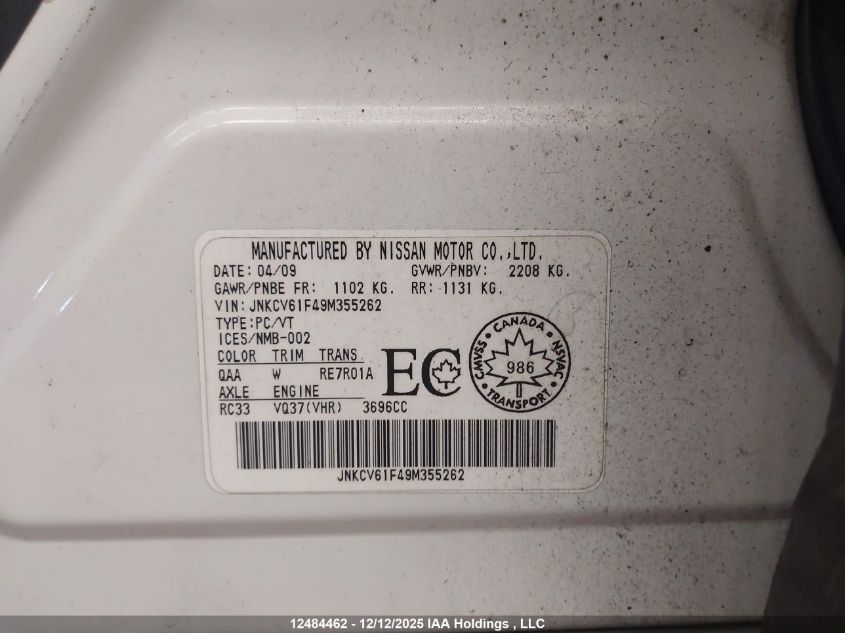 MANUFACTURED BY NISSAN MOTOR CO.,LTD.
DATE: 04/09 GVWR/PNBV: 2208 KG.
GAWR/PNBE FR: 1102 KG. RR: 1131 KG.
VIN: JNKCV61F49M355262
TYPE:PC/VT
ICES/NMB-002
COLOR TRIM TRANS
QAA W RE7R01A
AXLE ENGINE
RC33 VQ37(VHR) 3696CC
EC
CANADA
CMVSS 986 NSVAC
TRANSPORT
JNKCV61F49M355262
12484462 - 12/12/2025 IAA Holdings , LLC